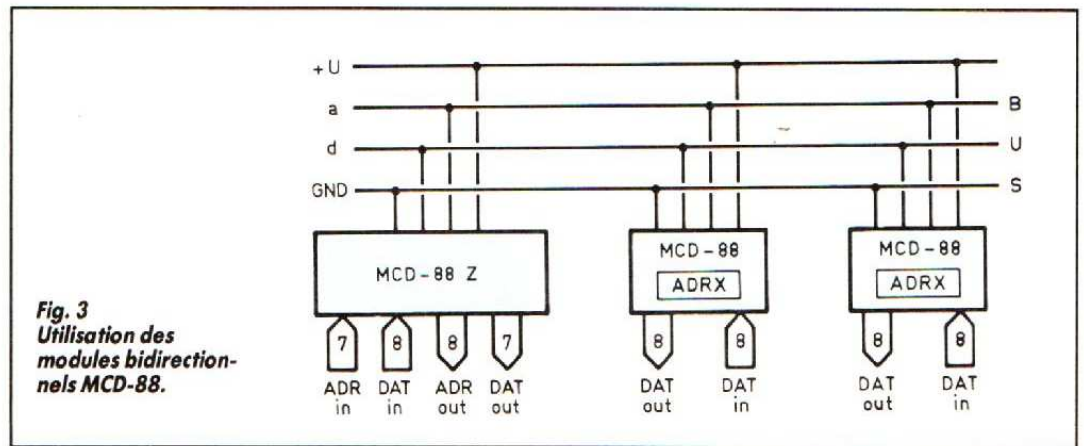 +U
a B
d U
GND S
MCD-88 Z MCD-88 MCD-88
ADRX ADRX
7 8 8 7 8 8 8 8
ADR DAT ADR DAT DAT DAT DAT DAT
in in out out out in out in
Fig. 3
Utilisation des
modules bidirection-
nels MCD-88.